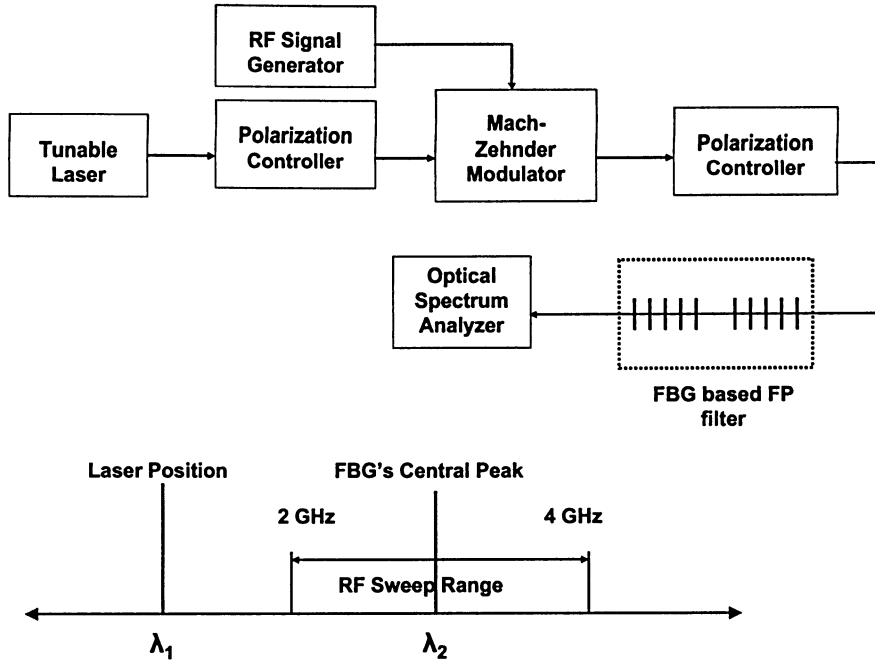 RF Signal
Generator
Tunable
Laser
Polarization
Controller
Mach-
Zehnder
Modulator
Polarization
Controller
Optical
Spectrum
Analyzer
FBG based FP
filter
Laser Position
FBG's Central Peak
2 GHz
4 GHz
RF Sweep Range
λ1
λ2